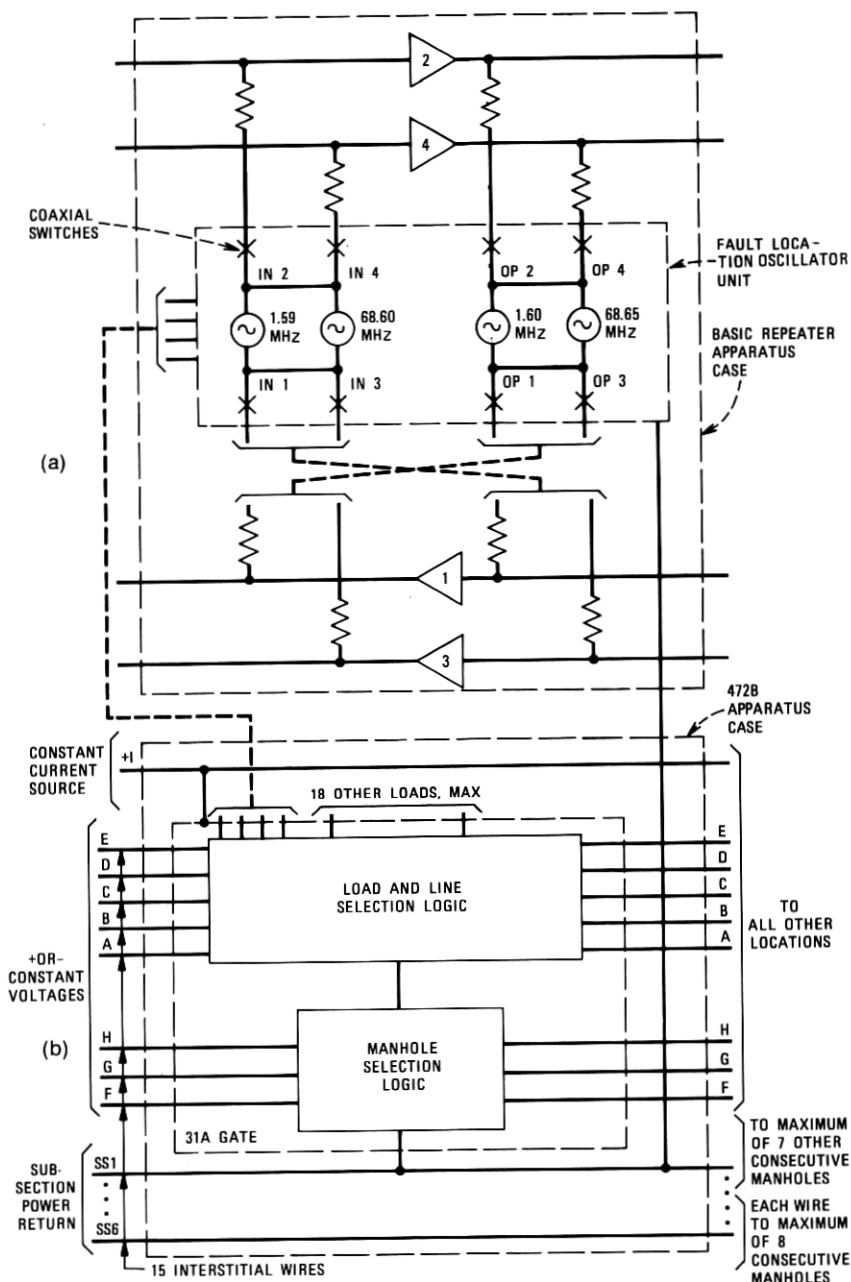 2
4
COAXIAL
SWITCHES
IN 2
IN 4
OP 2
OP 4
FAULT LOCA-
TION OSCILLATOR
UNIT
1.59
MHz
68.60
MHz
1.60
MHz
68.65
MHz
BASIC REPEATER
APPARATUS
CASE
IN 1
IN 3
OP 1
OP 3
(a)
1
3
472B
APPARATUS
CASE
CONSTANT
CURRENT
SOURCE
+I
18 OTHER LOADS, MAX
E
D
C
B
A
LOAD AND LINE
SELECTION LOGIC
E
D
C
B
A
TO
ALL OTHER
LOCATIONS
+OR-
CONSTANT
VOLTAGES
(b)
H
G
F
MANHOLE
SELECTION
LOGIC
H
G
F
31A GATE
SUB-
SECTION
POWER
RETURN
SS1
SS6
TO MAXIMUM
OF 7 OTHER
CONSECUTIVE
MANHOLES
EACH WIRE
TO MAXIMUM
OF 8
CONSECUTIVE
MANHOLES
15 INTERSTITIAL WIRES